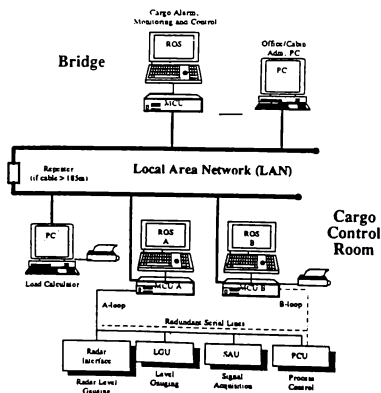 Cargo Alarm,
Monitoring and Control
Bridge
ROS
MCU
Office/Cabin
Adm. PC
PC
Local Area Network (LAN)
Repeater
(if cable > 185m)
PC
Load Calculator
ROS
A
MCU A
ROS
B
MCU B
Cargo
Control
Room
A-loop
B-loop
Redundant Serial Lines
Radar
Interface
Radar Level
Gauging
LGU
Level
Gauging
SAU
Signal
Acquisition
PCU
Process
Control